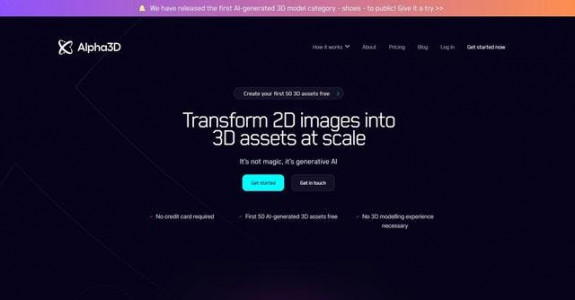 We have released the first AI-generated 3D model category - shoes - to public! Give it a try >>
Alpha3D
How it works
About
Pricing
Blog
Log in
Get started now
Create your first 50 3D assets free
Transform 2D images into
3D assets at scale
It's not magic, it's generative AI
Get started
Get in touch
No credit card required
First 50 AI-generated 3D assets free
No 3D modelling experience
necessary